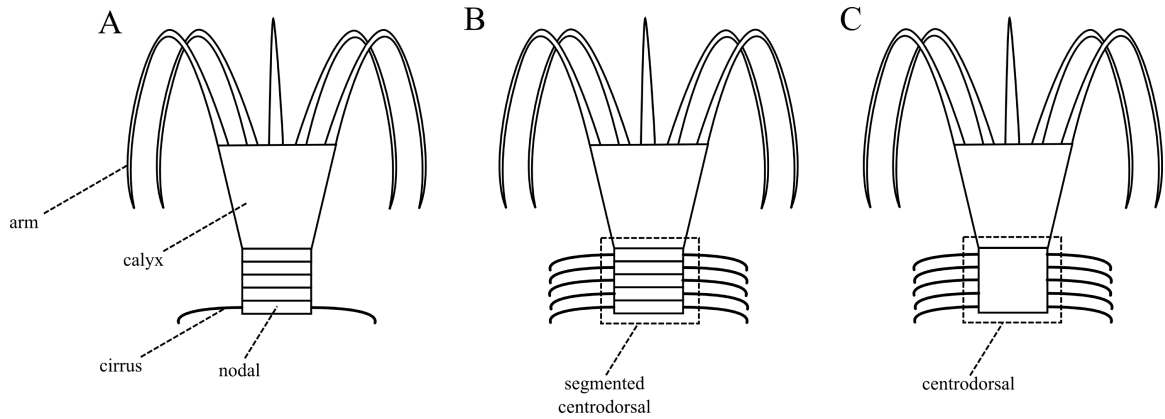 A
B
C
arm
calyx
cirrus
nodal
segmented
centrodorsal
centrodorsal